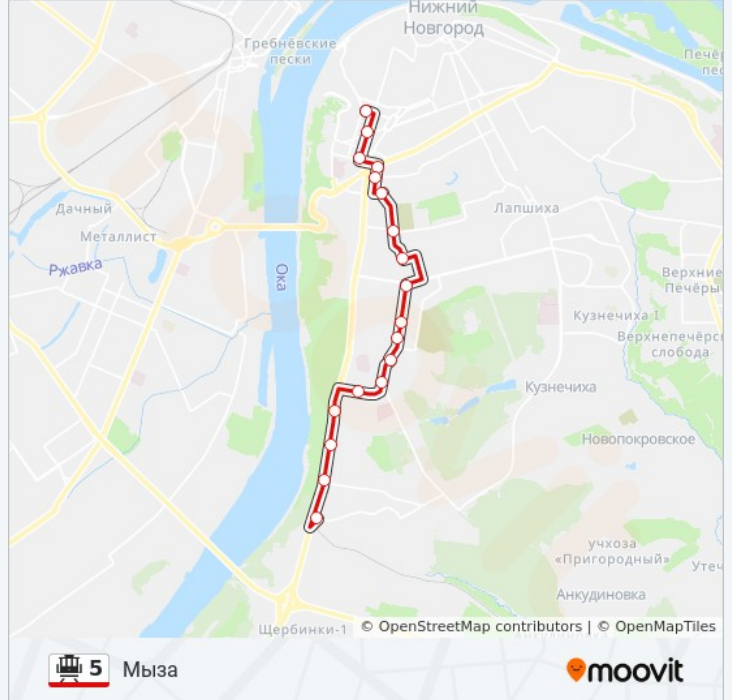 Нижний
Новгород
Гребнёвские
пески
Печёр
пес
Дачный
Металлист
Лапшиха
Ржавка
Ока
Верхние
Печёры
Кузнечиха I
Верхнепечёрс
слобода
Кузнечиха
Новопокровское
учхоза
«Пригородный»
Утеч
Анкудиновка
Щербинки-1
© OpenStreetMap contributors | © OpenMapTiles
5 Мыза
moovit